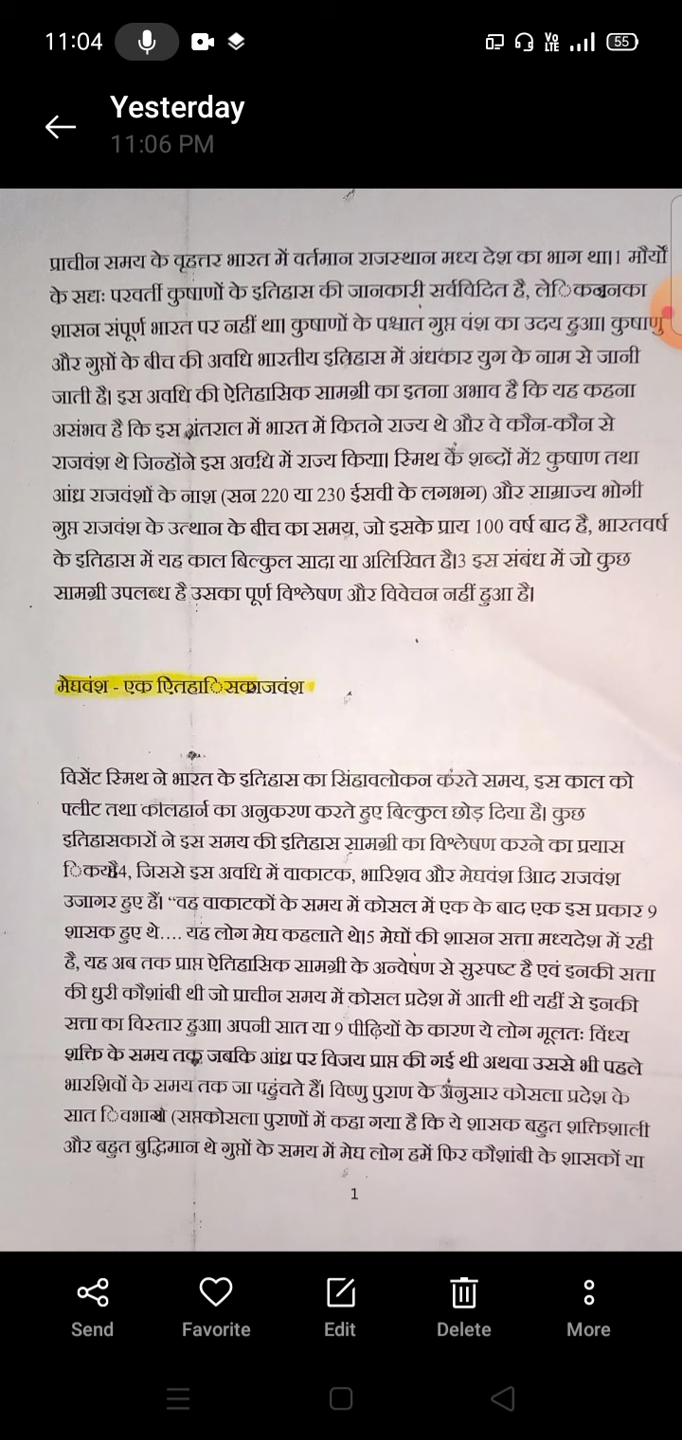 11:04
VoLTE
55
Yesterday
11:06 PM
प्राचीन समय के वृहत्तर भारत में वर्तमान राजस्थान मध्य देश का भाग था।1 मौर्यों
के सद्यः परवर्ती कुषाणों के इतिहास की जानकारी सर्वविदित है,
शासन संपूर्ण भारत पर नहीं था। कुषाणों के पश्चात गुप्त वंश का उदय हुआ। कुषाणु
और गुप्तों के बीच की अवधि भारतीय इतिहास में अंधकार युग के नाम से जानी
जाती है। इस अवधि की ऐतिहासिक सामग्री का इतना अभाव है कि यह कहना
असंभव है कि इस अंतराल में भारत में कितने राज्य थे और वे कौन-कौन से
राजवंश थे जिन्होंने इस अवधि में राज्य किया। स्मिथ के शब्दों में2 कुषाण तथा
आंध्र राजवंशों के नाश (सन 220 या 230 ईसवी के लगभग) और साम्राज्य भोगी
गुप्त राजवंश के उत्थान के बीच का समय, जो इसके प्राय 100 वर्ष बाद है, भारतवर्ष
के इतिहास में यह काल बिल्कुल सादा या अलिखित है।3 इस संबंध में जो कुछ
सामग्री उपलब्ध है उसका पूर्ण विश्लेषण और विवेचन नहीं हुआ है।
मेघवंश - एक
विसेंट स्मिथ ने भारत के इतिहास का सिंहावलोकन करते समय, इस काल को
पलीट तथा कीलहार्न का अनुकरण करते हुए बिल्कुल छोड़ दिया है। कुछ
इतिहासकारों ने इस समय की इतिहास सामग्री का विश्लेषण करने का प्रयास
जिससे इस अवधि में वाकाटक, भारिशव और मेघवंश आिद राजवंश
उजागर हुए हैं। “वह वाकाटकों के समय में कोसल में एक के बाद एक इस प्रकार 9
शासक हुए थे.... यह लोग मेघ कहलाते थे।5 मेघों की शासन सत्ता मध्यदेश में रही
है, यह अब तक प्राप्त ऐतिहासिक सामग्री के अन्वेषण से सुस्पष्ट है एवं इनकी सत्ता
की धुरी कौशांबी थी जो प्राचीन समय में कोसल प्रदेश में आती थी यहीं से इनकी
सत्ता का विस्तार हुआ। अपनी सात या 9 पीढ़ियों के कारण ये लोग मूलतः विंध्य
शक्ति के समय तक जबकि आंध्र पर विजय प्राप्त की गई थी अथवा उससे भी पहले
भारशिवों के समय तक जा पहुंचते हैं। विष्णु पुराण के अनुसार कोसला प्रदेश के
सात (सप्तकोसला पुराणों में कहा गया है कि ये शासक बहुत शक्तिशाली
और बहुत बुद्धिमान थे गुप्तों के समय में मेघ लोग हमें फिर कौशांबी के शासकों या
1
Send Favorite Edit Delete More